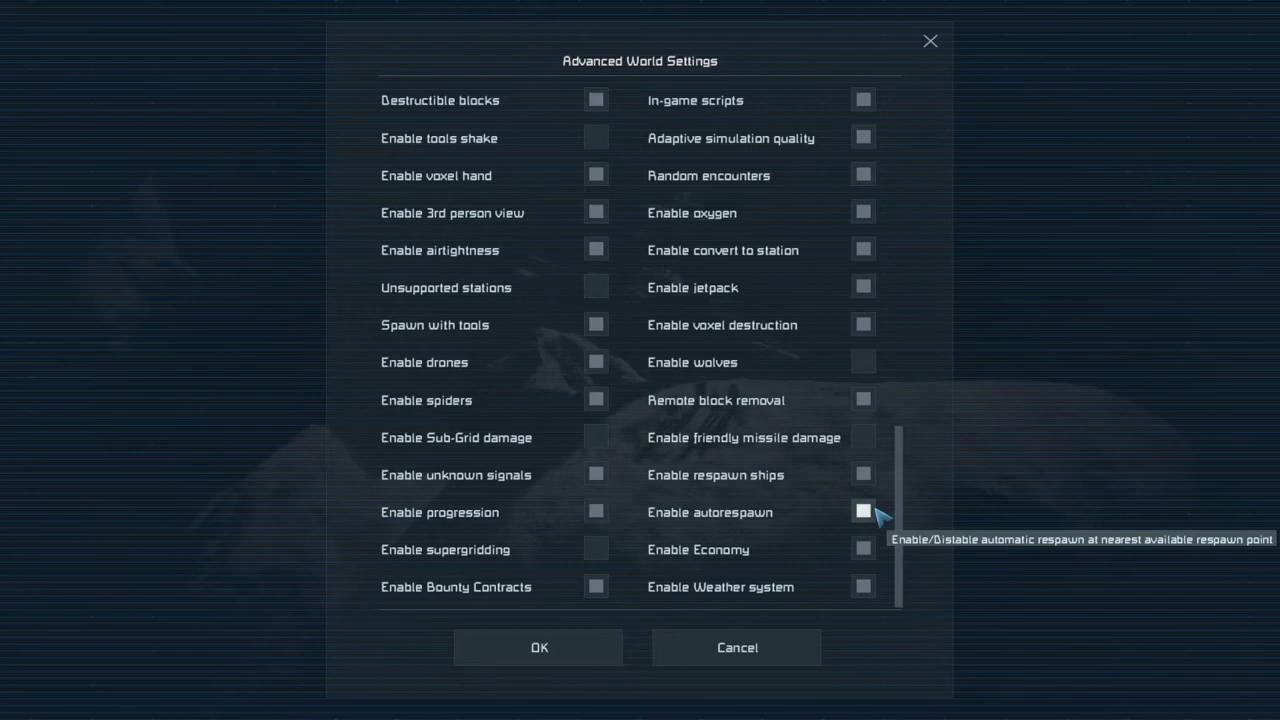 Advanced World Settings
Destructible blocks In-game scripts
Enable tools shake Adaptive simulation quality
Enable voxel hand Random encounters
Enable 3rd person view Enable oxygen
Enable airtightness Enable convert to station
Unsupported stations Enable jetpack
Spawn with tools Enable voxel destruction
Enable drones Enable wolves
Enable spiders Remote block removal
Enable Sub-Grid damage Enable friendly missile damage
Enable unknown signals Enable respawn ships
Enable progression Enable autorespawn
Enable/Distable automatic respawn at nearest available respawn point
Enable supergridding Enable Economy
Enable Bounty Contracts Enable Weather system
OK Cancel